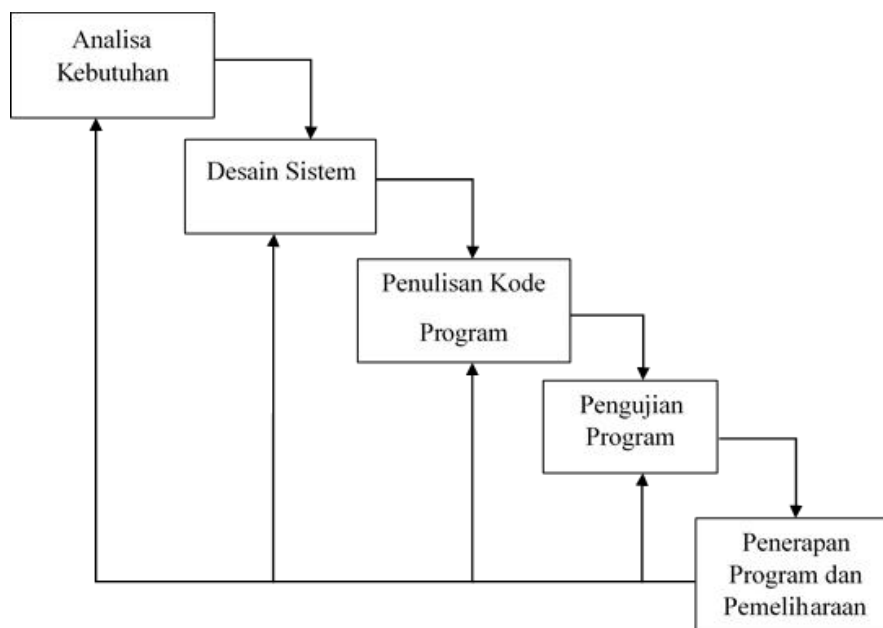 Analisa
Kebutuhan
Desain Sistem
Penulisan Kode
Program
Pengujian
Program
Penerapan
Program dan
Pemeliharaan